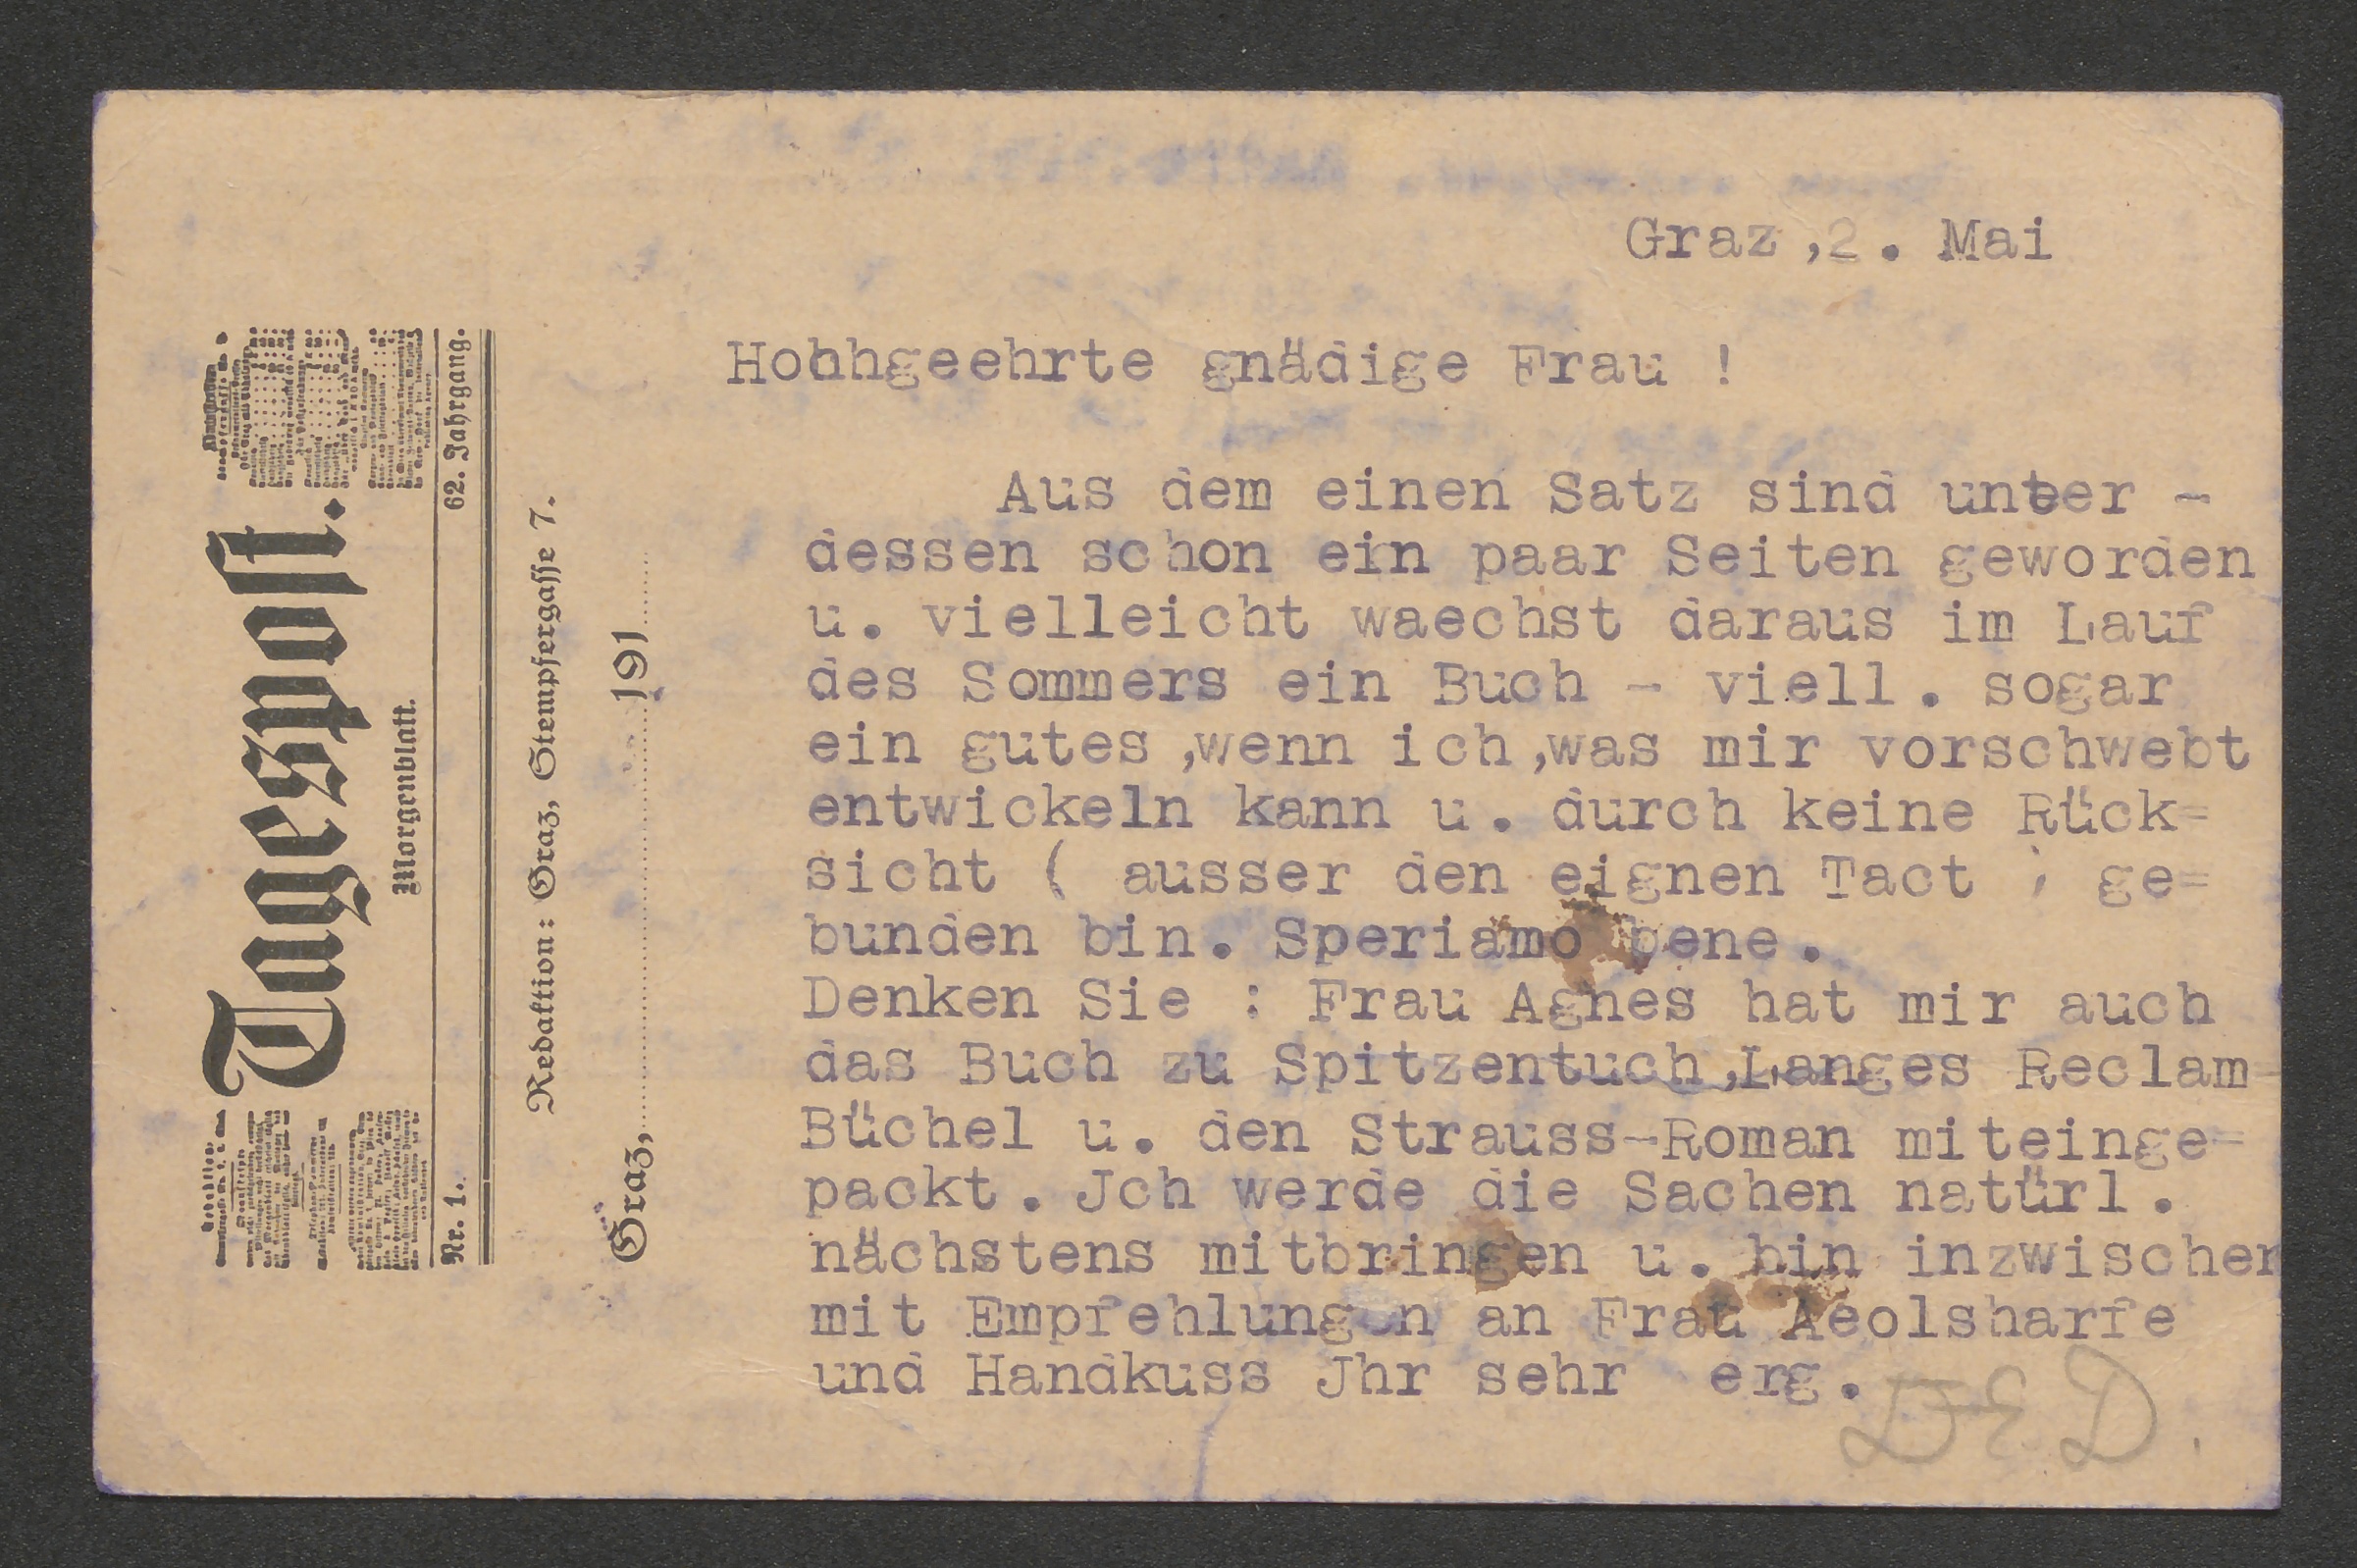 Tagespost.
Morgenblatt.
Nr. 1.
62. Jahrgang.
Redaktion: Graz, Stempfergasse 7.
Graz, 191
Graz ,2. Mai
Hochgeehrte gnädige Frau !
Aus dem einen Satz sind unter -
dessen schon ein paar Seiten geworden
u. vielleicht waechst daraus im Lauf
des Sommers ein Buch - viell. sogar
ein gutes ,wenn ich ,was mir vorschwebt
entwickeln kann u. durch keine Rück=
sicht ( ausser den eignen Tact ) ge=
bunden bin. Speriamo bene.
Denken Sie : Frau Agnes hat mir auch
das Buch zu Spitzentuch,Langes Reclam-
Büchel u. den Strauss-Roman miteinge=
packt. Jch werde die Sachen natürl.
nächstens mitbringen u. bin inzwischen
mit Empfehlungen an Frau Aeolsharfe
und Handkuss Jhr sehr erg.
DED.